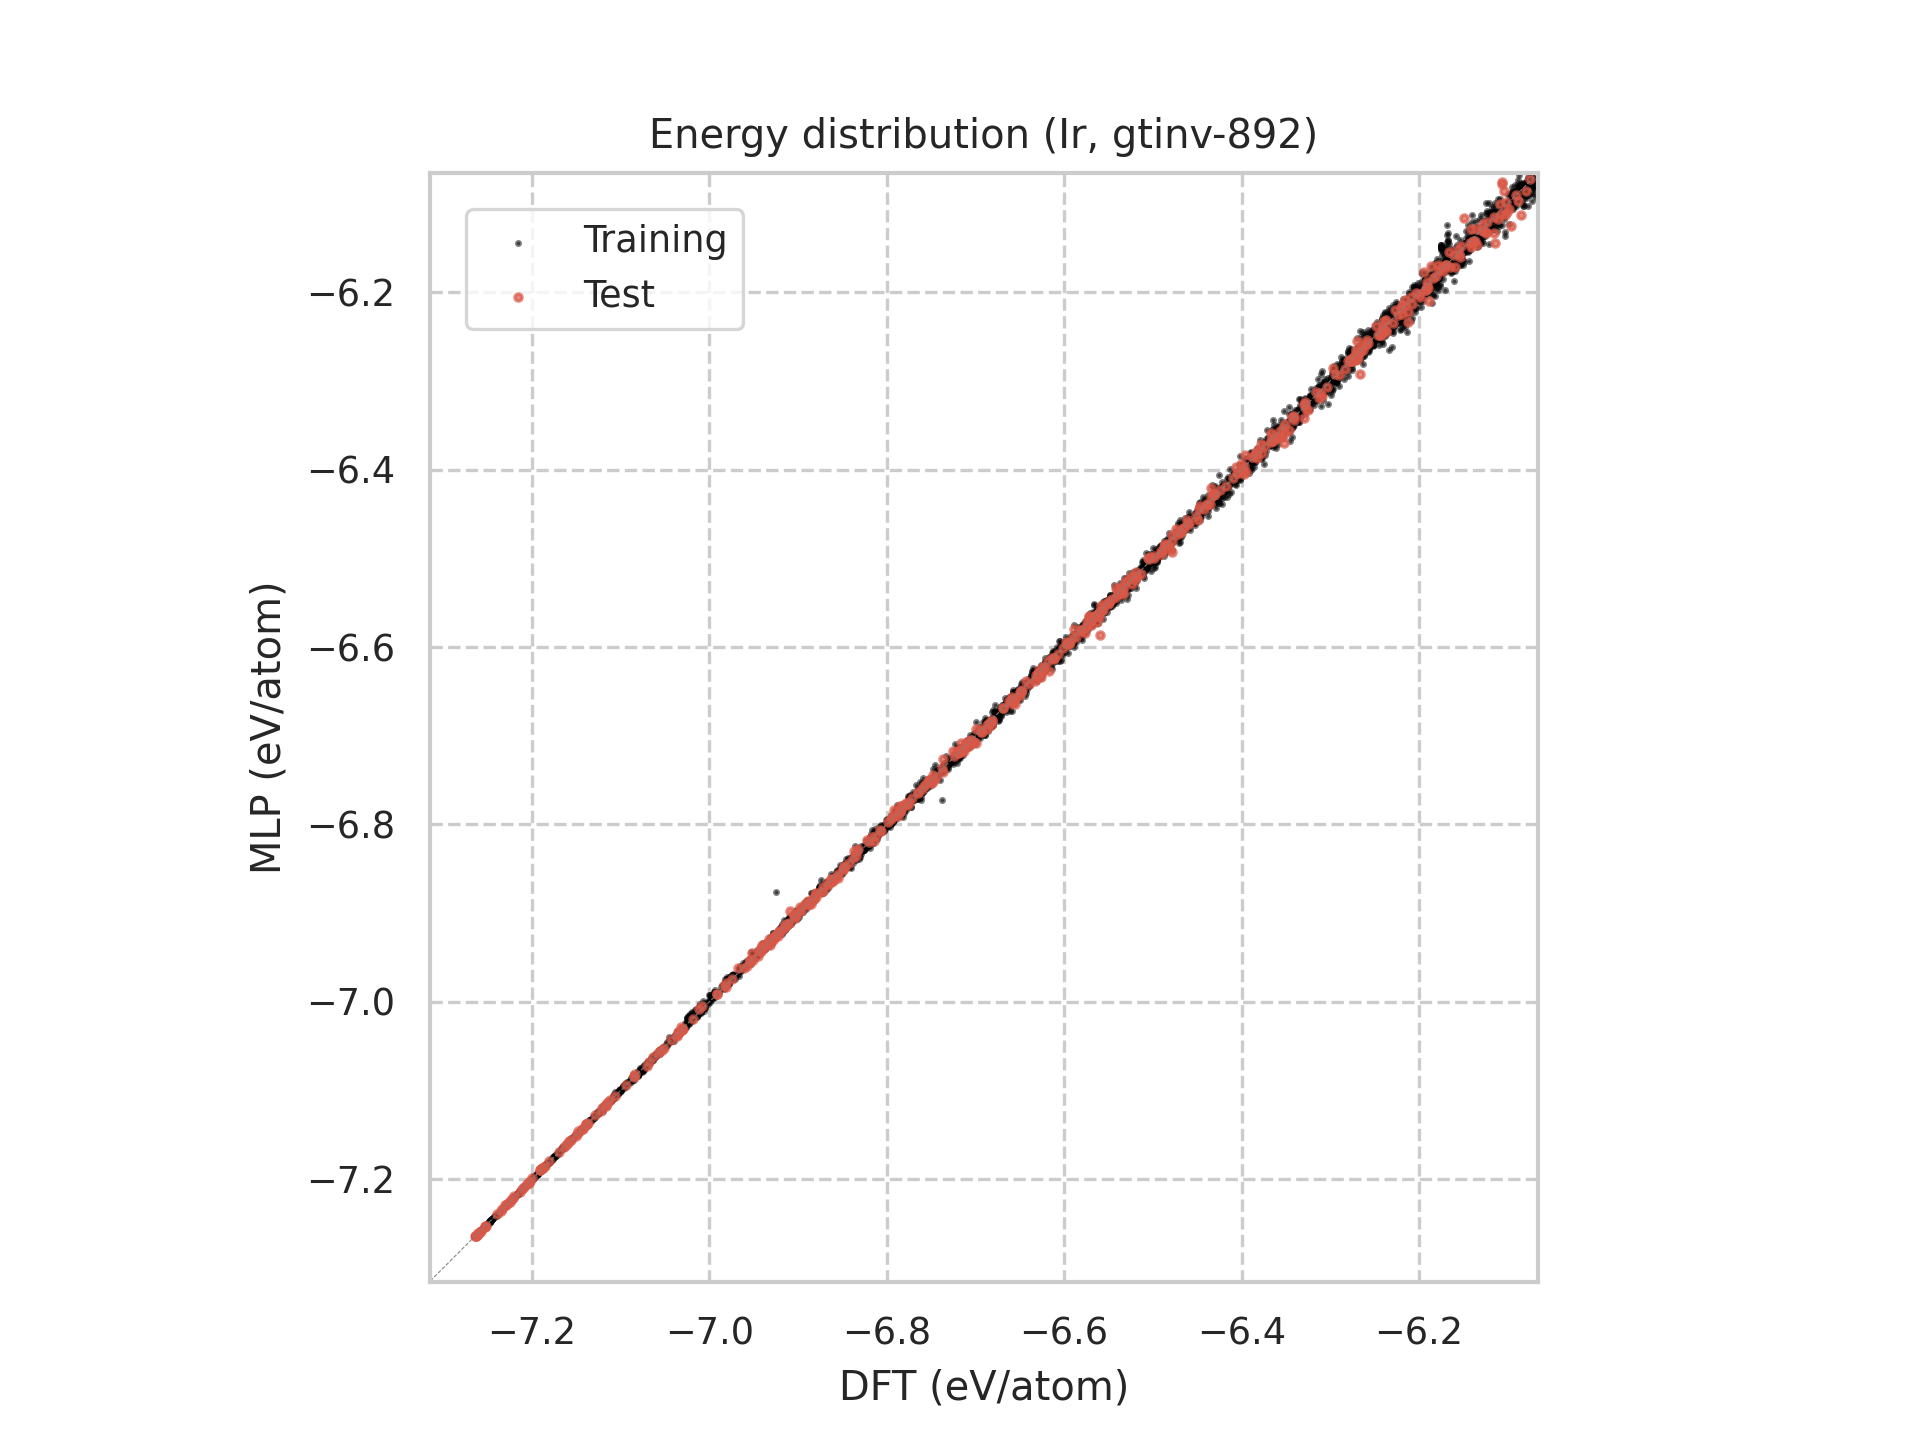 Energy distribution (Ir, gtinv-892)
Training
Test
MLP (eV/atom)
−6.2
−6.4
−6.6
−6.8
−7.0
−7.2
−7.2 −7.0 −6.8 −6.6 −6.4 −6.2
DFT (eV/atom)